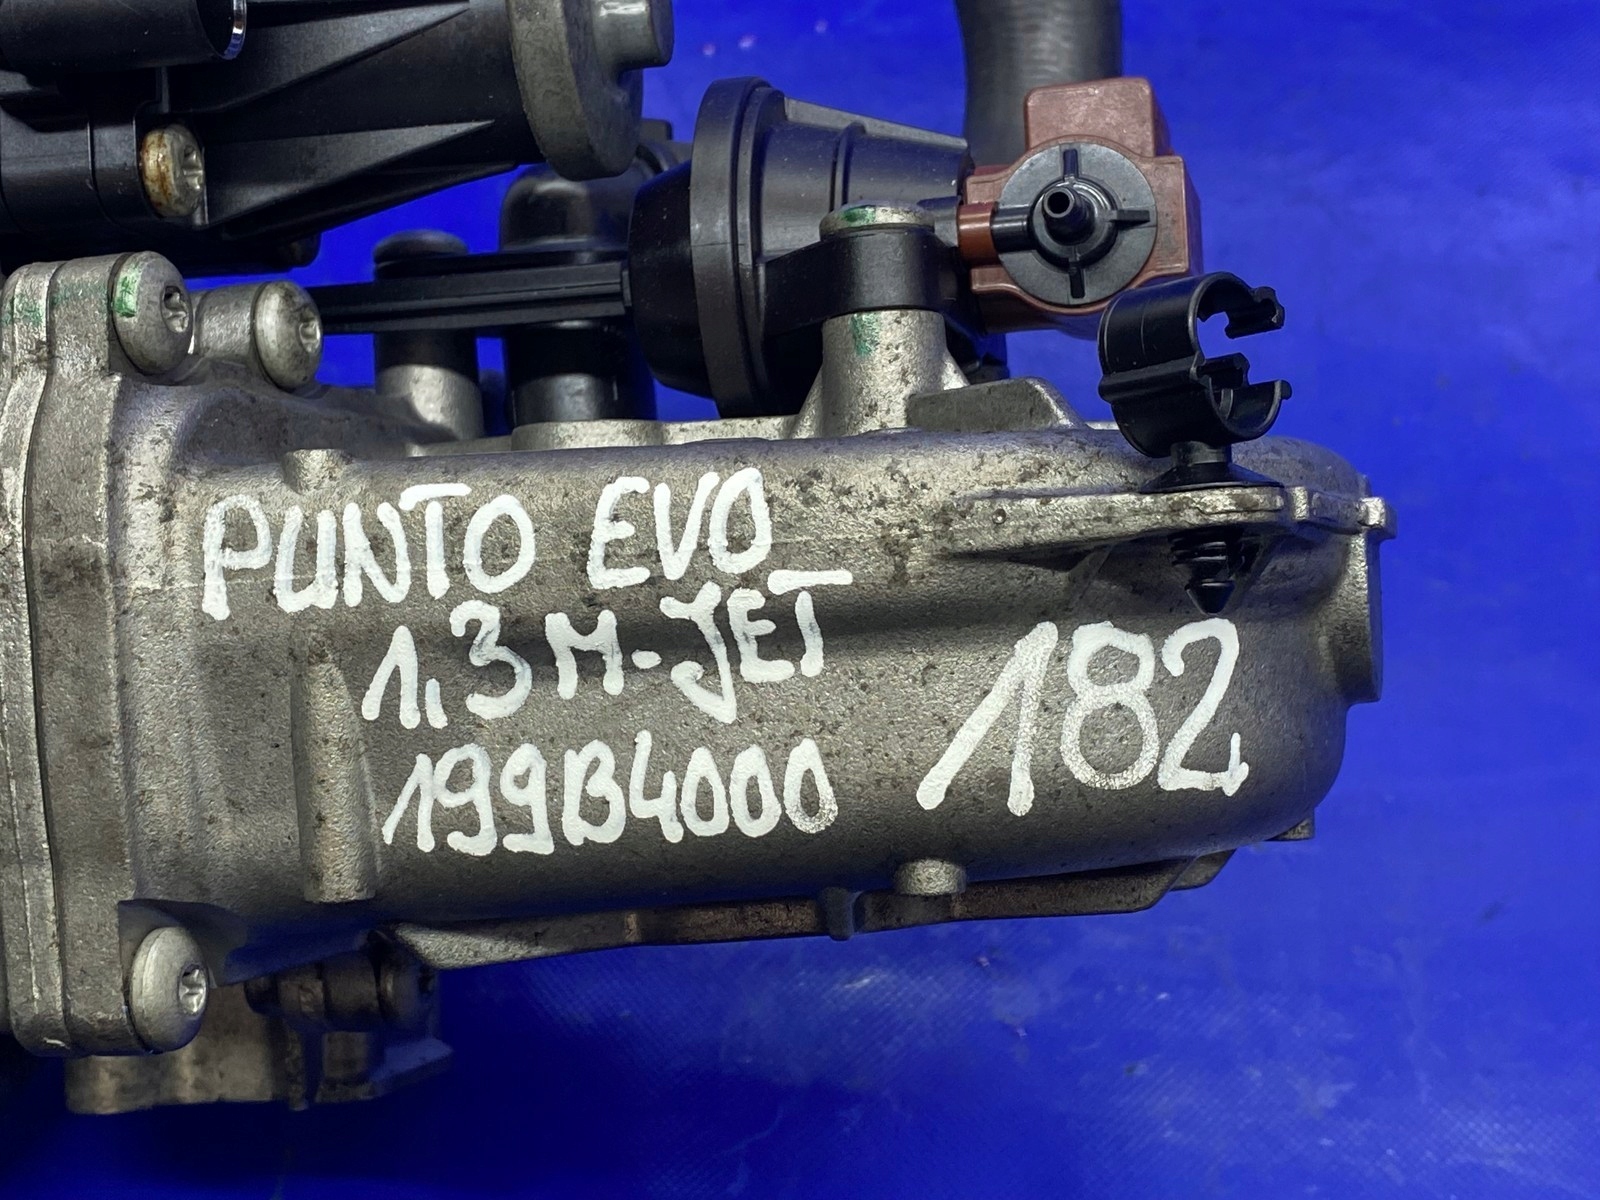 PUNTO EVO
1,3 M-JET
199B4000
182